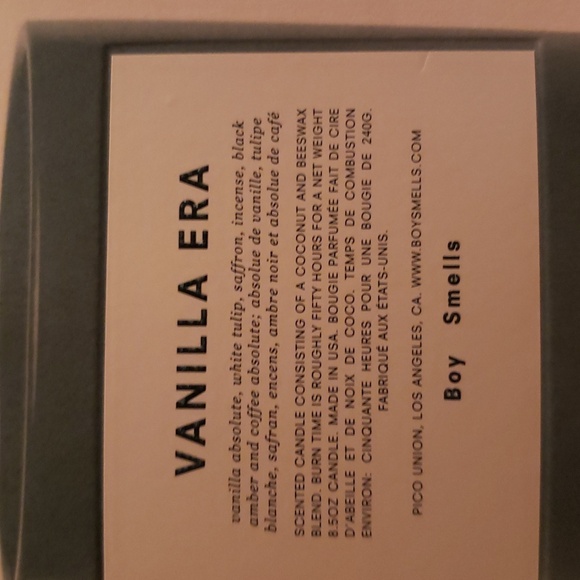 VANILLA ERA
vanilla absolute, white tulip, saffron, incense, black
amber and coffee absolute; absolue de vanille, tulipe
blanche, safran, encens, ambre noir et absolue de café
SCENTED CANDLE CONSISTING OF A COCONUT AND BEESWAX
BLEND. BURN TIME IS ROUGHLY FIFTY HOURS FOR A NET WEIGHT
8.5OZ CANDLE. MADE IN USA. BOUGIE PARFUMÉE FAIT DE CIRE
D'ABEILLE ET DE NOIX DE COCO. TEMPS DE COMBUSTION
ENVIRON: CINQUANTE HEURES POUR UNE BOUGIE DE 240G.
FABRIQUÉ AUX ÉTATS-UNIS.
PICO UNION, LOS ANGELES, CA. WWW.BOYSMELLS.COM
Boy Smells